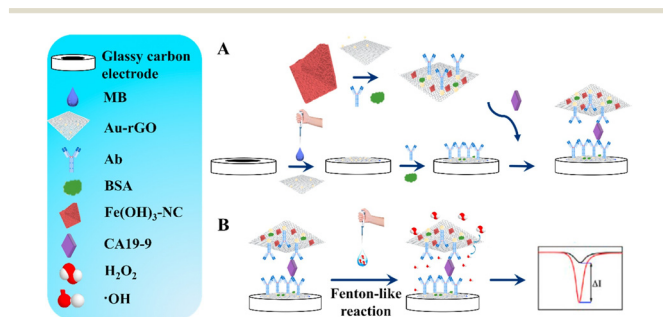 Glassy carbon
electrode
MB
Au-rGO
Ab
BSA
Fe(OH)₃-NC
CA19-9
H₂O₂
·OH
A
B
Fenton-like
reaction
ΔI